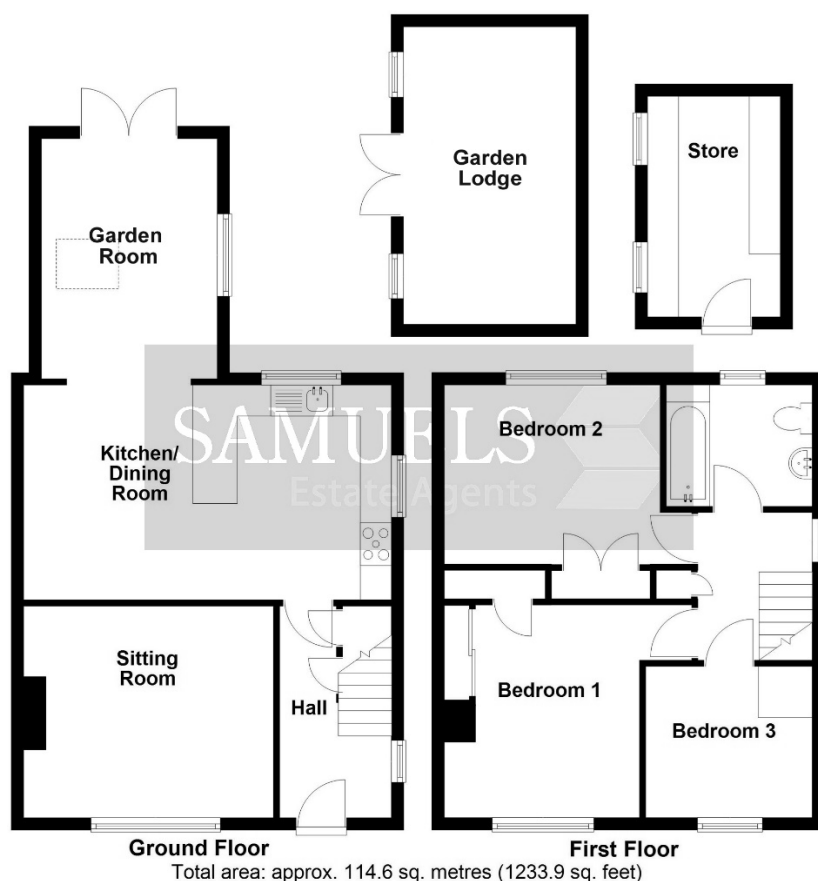 Garden
Lodge
Store
Garden
Room
SAMUELS
Estate Agents
Kitchen/
Dining
Room
Bedroom 2
Sitting
Room
Hall
Bedroom 1
Bedroom 3
Ground Floor
First Floor
Total area: approx. 114.6 sq. metres (1233.9 sq. feet)